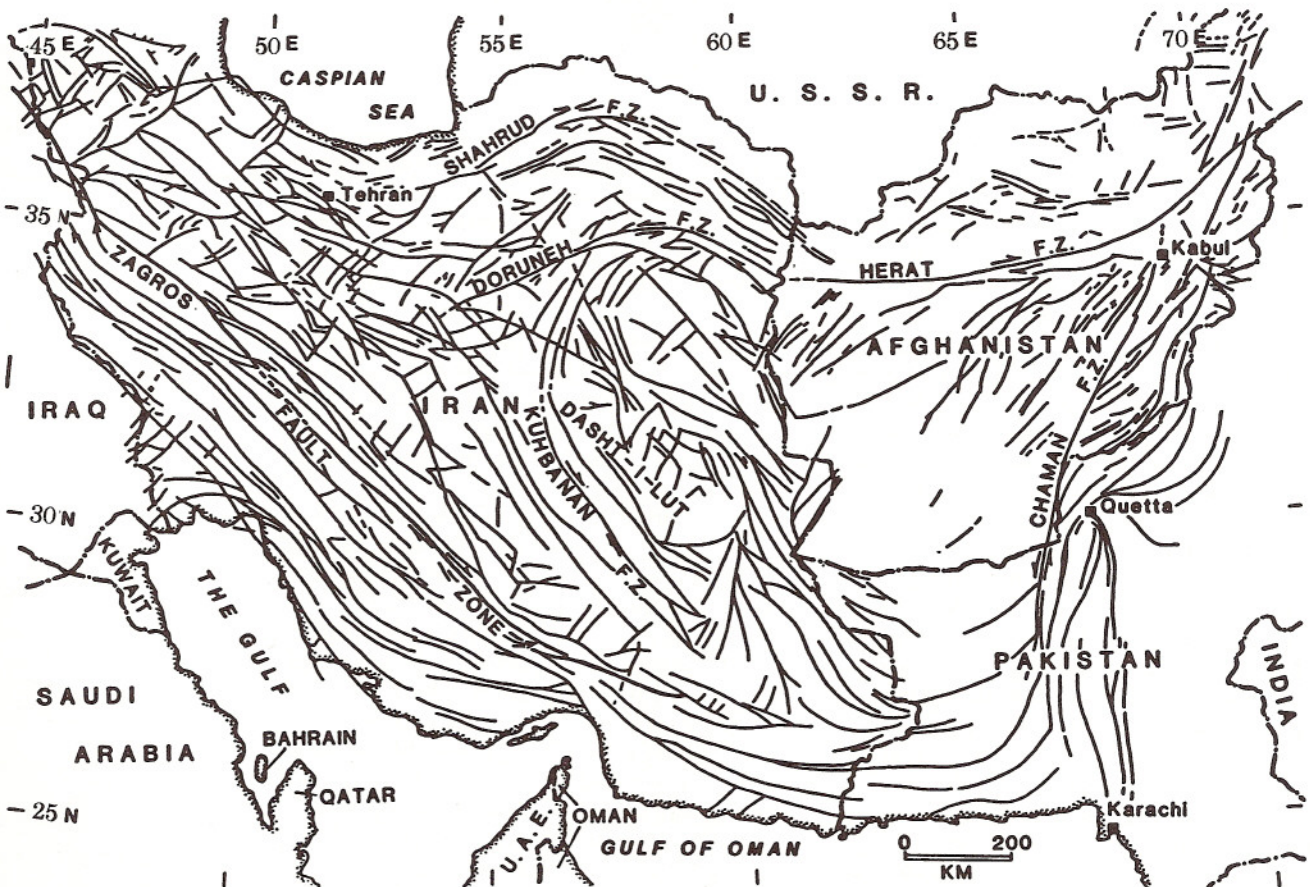 45 E
50 E
55 E
60 E
65 E
70 E
CASPIAN
SEA
U. S. S. R.
SHAHRUD F.Z.
Tehran
35 N
ZAGROS FAULT ZONE
DORUNEH F.Z.
HERAT F.Z.
Kabul
AFGHANISTAN
IRAQ
IRAN
KUHBANAN F.Z.
DASHT-I-LUT
CHAMAN F.Z.
30 N
Quetta
KUWAIT
THE GULF
PAKISTAN
INDIA
SAUDI
ARABIA
BAHRAIN
QATAR
25 N
U.A.E.
OMAN
GULF OF OMAN
Karachi
0 200
KM